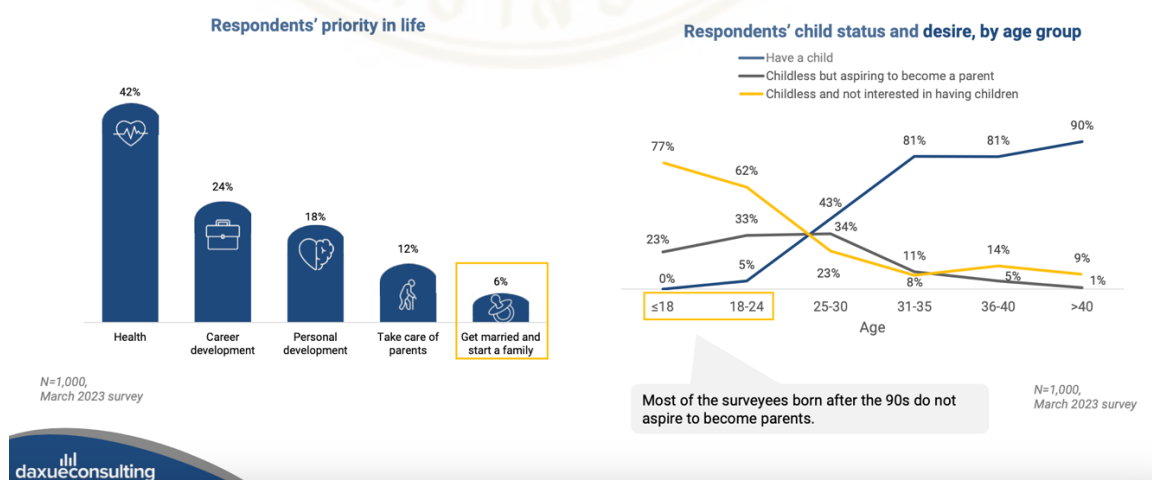 Respondents' priority in life
42%
24%
18%
12%
6%
Health
Career
development
Personal
development
Take care of
parents
Get married and
start a family
N=1,000,
March 2023 survey
daxueconsulting
Respondents' child status and desire, by age group
Have a child
Childless but aspiring to become a parent
Childless and not interested in having children
77%
62%
23%
33%
0%
5%
43%
34%
23%
81%
11%
8%
81%
14%
5%
90%
9%
1%
≤18
18-24
25-30
31-35
36-40
>40
Age
Most of the surveyees born after the 90s do not
aspire to become parents.
N=1,000,
March 2023 survey